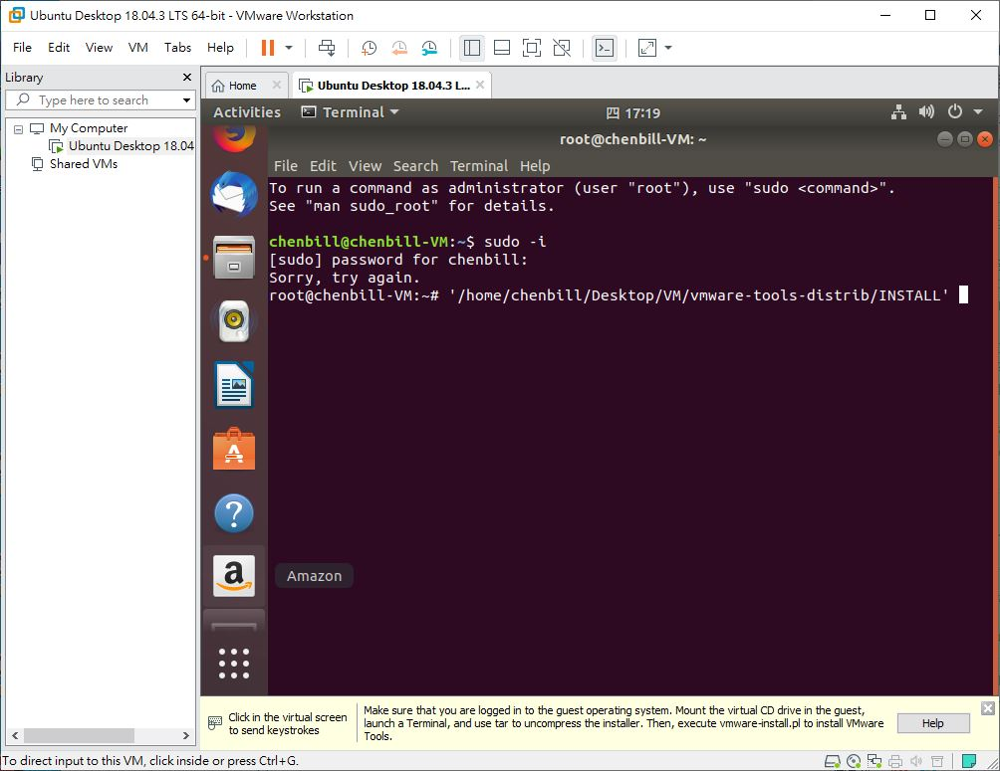 Ubuntu Desktop 18.04.3 LTS 64-bit - VMware Workstation
File Edit View VM Tabs Help
Library
Type here to search
My Computer
Ubuntu Desktop 18.04
Shared VMs
Home
Ubuntu Desktop 18.04.3 L...
Activities Terminal 四 17:19
root@chenbill-VM: ~
File Edit View Search Terminal Help
To run a command as administrator (user "root"), use "sudo <command>".
See "man sudo_root" for details.
chenbill@chenbill-VM:~$ sudo -i
[sudo] password for chenbill:
Sorry, try again.
root@chenbill-VM:~# '/home/chenbill/Desktop/VM/vmware-tools-distrib/INSTALL'
A
?
a
Amazon
Click in the virtual screen
to send keystrokes
Make sure that you are logged in to the guest operating system. Mount the virtual CD drive in the guest,
launch a Terminal, and use tar to uncompress the installer. Then, execute vmware-install.pl to install VMware
Tools.
Help
To direct input to this VM, click inside or press Ctrl+G.